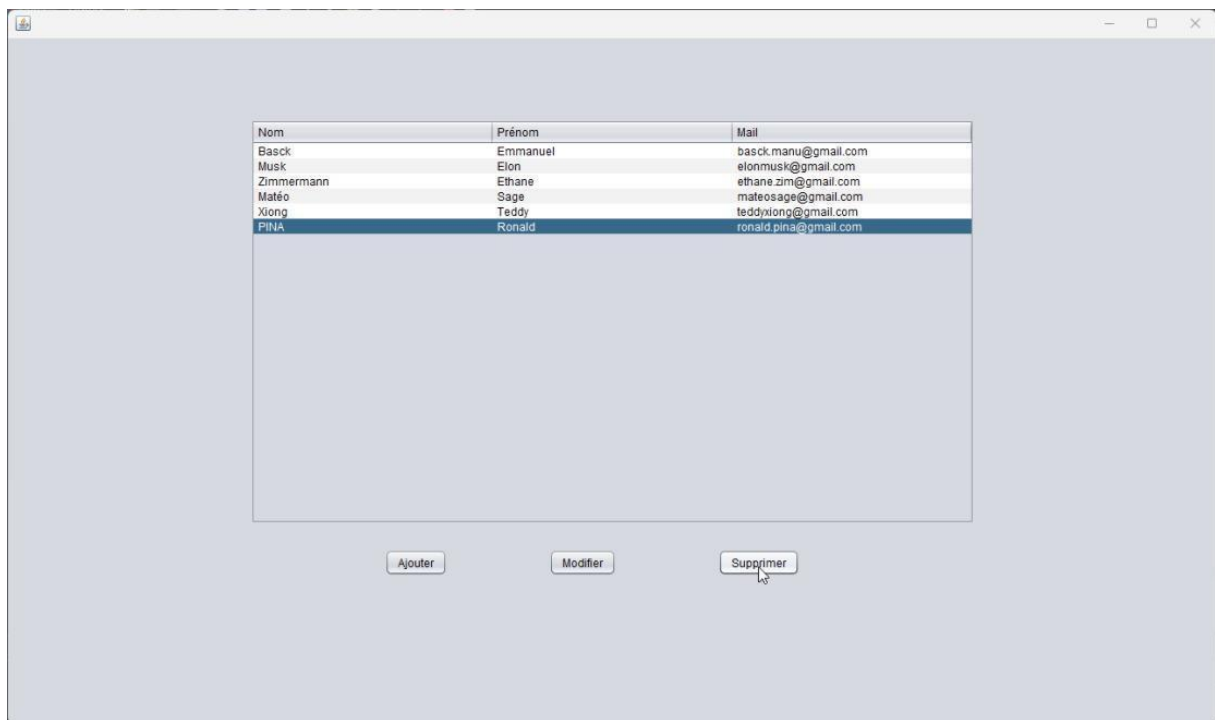 Nom Prénom Mail
Basck Emmanuel basck.manu@gmail.com
Musk Elon elonmusk@gmail.com
Zimmermann Ethane ethane.zim@gmail.com
Matéo Sage mateosage@gmail.com
Xiong Teddy teddyxiong@gmail.com
PINA Ronald ronald.pina@gmail.com
Ajouter Modifier Supprimer